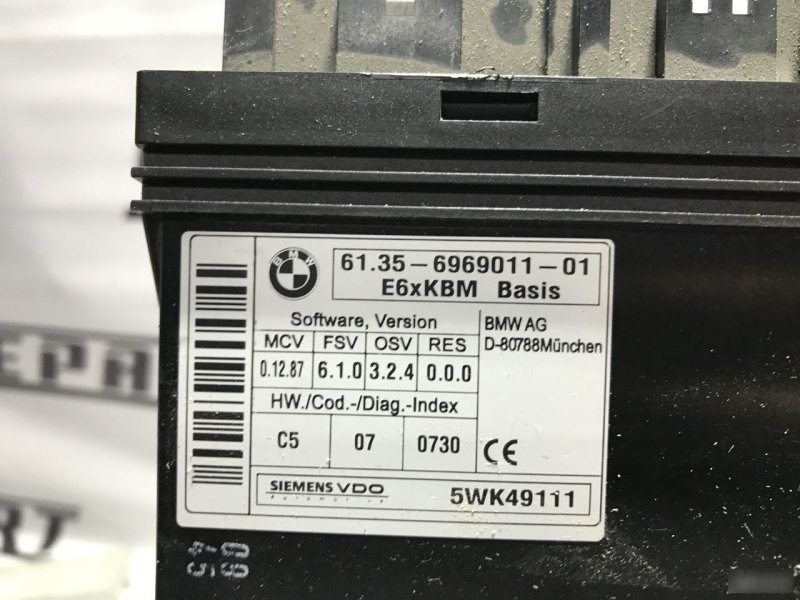 BMW
61.35-6969011-01
E6xKBM Basis
Software, Version
MCV FSV OSV RES
0.12.87 6.1.0 3.2.4 0.0.0
BMW AG
D-80788München
HW./Cod.-/Diag.-Index
C5 07 0730
CE
SIEMENS VDO
Automotive
5WK49111